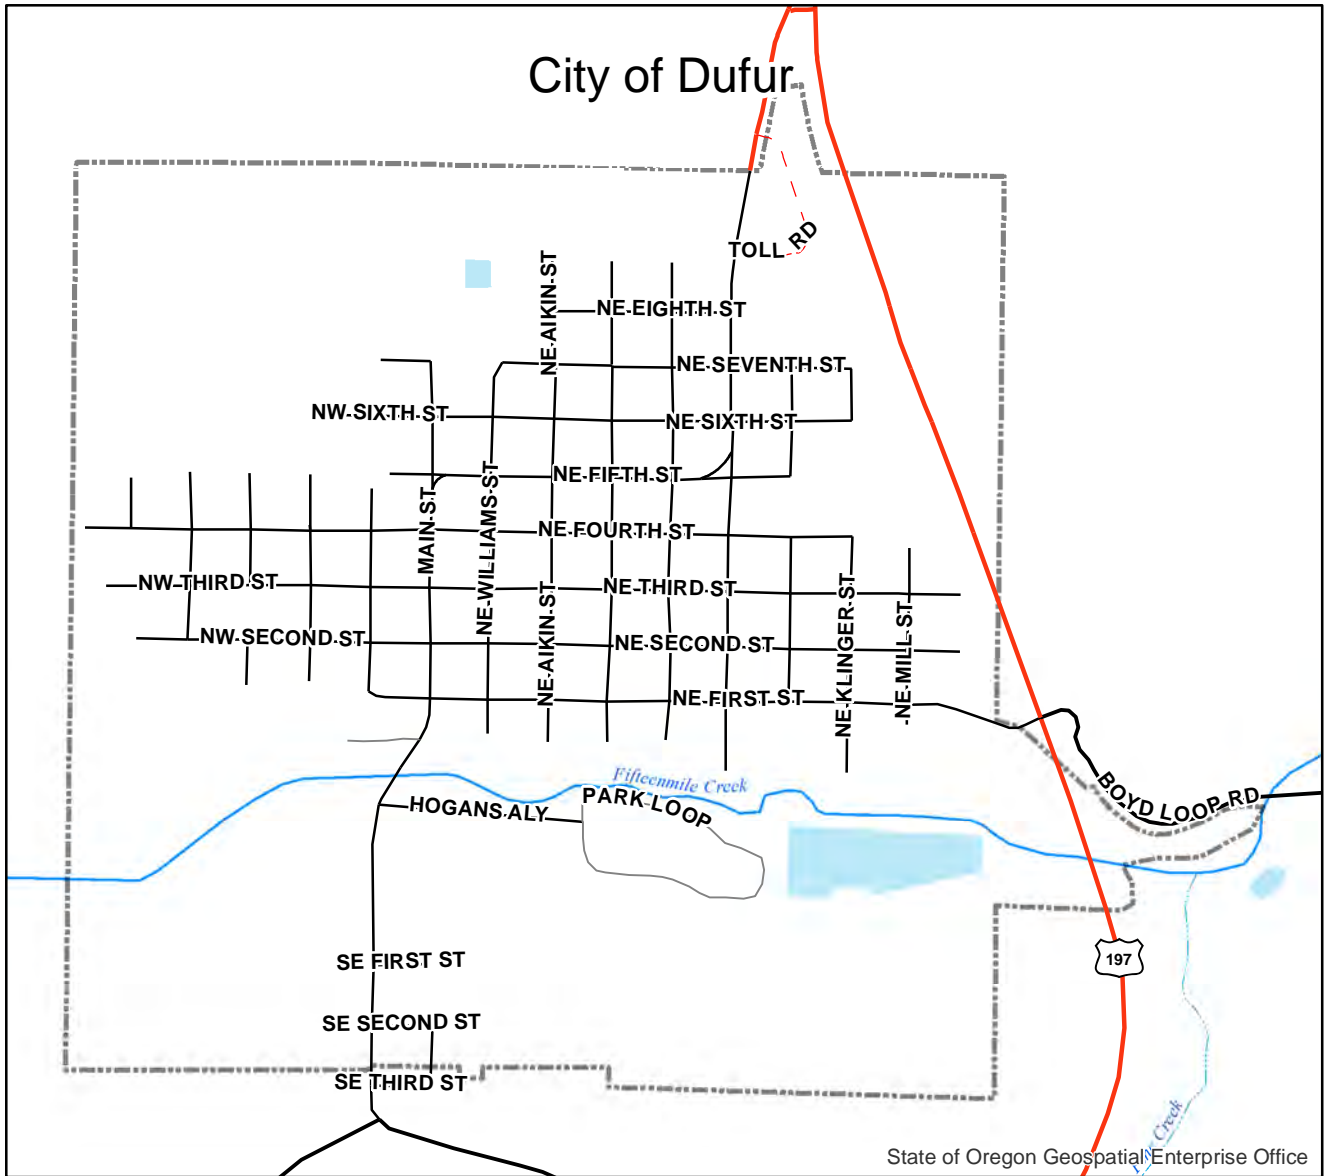 City of Dufur
TOLL RD
NE AIKIN ST
NE EIGHTH ST
NE SEVENTH ST
NW SIXTH ST
NE SIXTH ST
NE FIFTH ST
MAIN ST
NE WILLIAMS ST
NE FOURTH ST
NW THIRD ST
NE THIRD ST
NE AIKIN ST
NE KLINGER ST
NE MILL ST
NW SECOND ST
NE SECOND ST
NE FIRST ST
Fifteenmile Creek
HOGANS ALY
PARK LOOP
BOYD LOOP RD
SE FIRST ST
197
SE SECOND ST
SE THIRD ST
Creek
State of Oregon Geospatial Enterprise Office